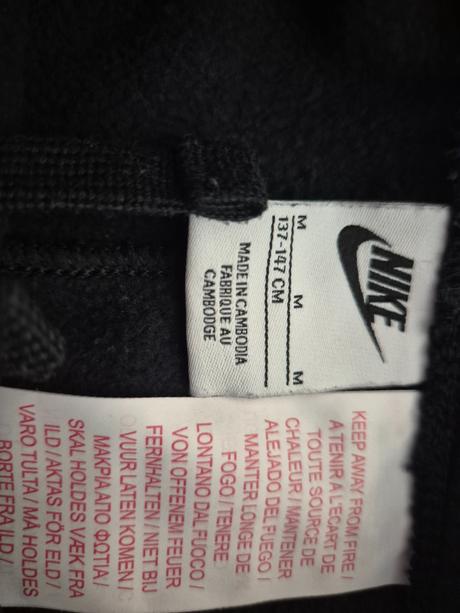 NIKE
M M M
137-147 CM
MADE IN CAMBODIA
FABRIQUE AU
CAMBODGE
KEEP AWAY FROM FIRE /
A TENIR À L'ECART DE
TOUTE SOURCE DE
CHALEUR / MANTENER
ALEJADO DEL FUEGO /
MANTER LONGE DE
FOGO / TENERE
LONTANO DAL FUOCO /
VON OFFENEM FEUER
FERNHALTEN / NIET BIJ
VUUR LATEN KOMEN /
ΜΑΚΡΙΑ ΑΠΟ ΦΩΤΙΑ /
SKAL HOLDES VÆK FRA
ILD / AKTAS FÖR ELD /
VARO TULTA / MÅ HOLDES
BORTE FRA ILD /